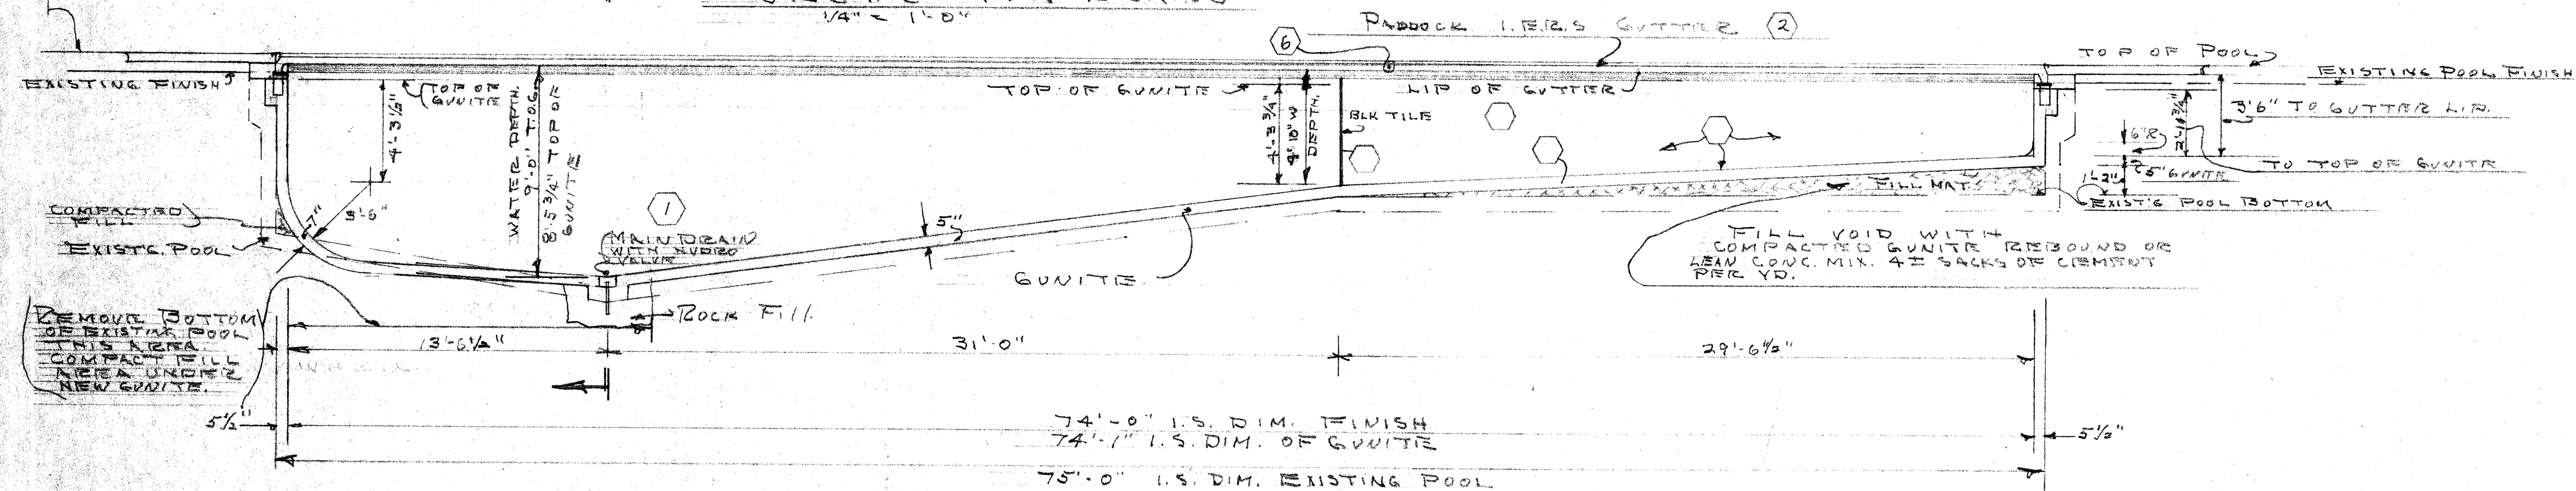 1/4" = 1'-0"
PADDOCK I.E.R.S GUTTER 2
6
TOP OF POOL
EXISTING FINISH
EXISTING POOL FINISH
TOP OF
GUNITE
TOP OF GUNITE
LIP OF GUTTER
3'6" TO GUTTER LIP.
4'-3 1/2"
WATER DEPTH.
9'-0" T.O.G.
8'-5 3/4" TOP OF
GUNITE
4'-3 3/4"
4'-10" W
DEPTH.
BLK TILE
6"R
TO TOP OF GUNITE
5" GUNITE
1'-2"
FILL MAT'S
EXIST'G POOL BOTTOM
COMPACTED
FILL
7"
3'-6"
1
EXIST'G. POOL
MAIN DRAIN
WITH HYDRO
VALVE
5"
GUNITE
FILL VOID WITH
COMPACTED GUNITE REBOUND OR
LEAN CONC. MIX. 4± SACKS OF CEMENT
PER YD.
ROCK FILL
REMOVE BOTTOM
OF EXISTING POOL
THIS AREA
COMPACT FILL
AREA UNDER
NEW GUNITE.
13'-6 1/2"
31'-0"
29'-6 1/2"
5 1/2"
74'-0" I.S. DIM. FINISH
74'-1" I.S. DIM. OF GUNITE
5 1/2"
75'-0" I.S. DIM. EXISTING POOL